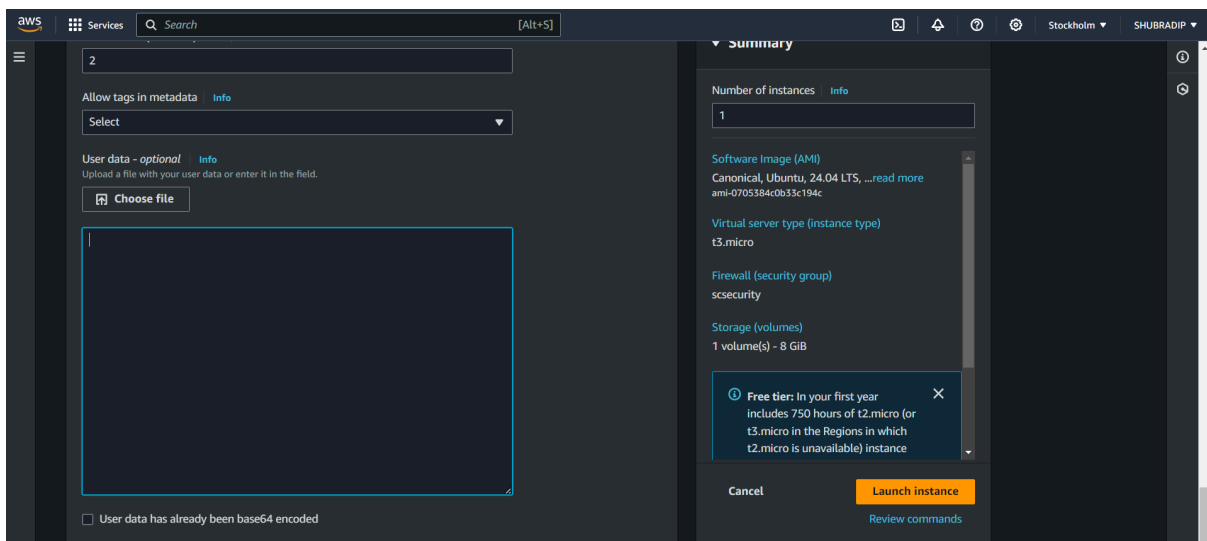 aws
Services
Search
[Alt+S]
Stockholm
SHUBRADIP
2
Allow tags in metadata
Info
Select
User data - optional
Info
Upload a file with your user data or enter it in the field.
Choose file
User data has already been base64 encoded
Summary
Number of instances
Info
1
Software Image (AMI)
Canonical, Ubuntu, 24.04 LTS, ...read more
ami-0705384c0b33c194c
Virtual server type (instance type)
t3.micro
Firewall (security group)
scsecurity
Storage (volumes)
1 volume(s) - 8 GiB
Free tier: In your first year
includes 750 hours of t2.micro (or
t3.micro in the Regions in which
t2.micro is unavailable) instance
Cancel
Launch instance
Review commands